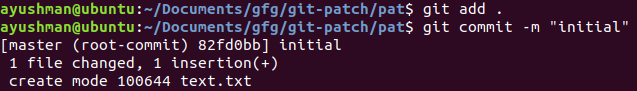 ayushman@ubuntu:~/Documents/gfg/git-patch/pat$ git add .
ayushman@ubuntu:~/Documents/gfg/git-patch/pat$ git commit -m "initial"
[master (root-commit) 82fd0bb] initial
 1 file changed, 1 insertion(+)
 create mode 100644 text.txt